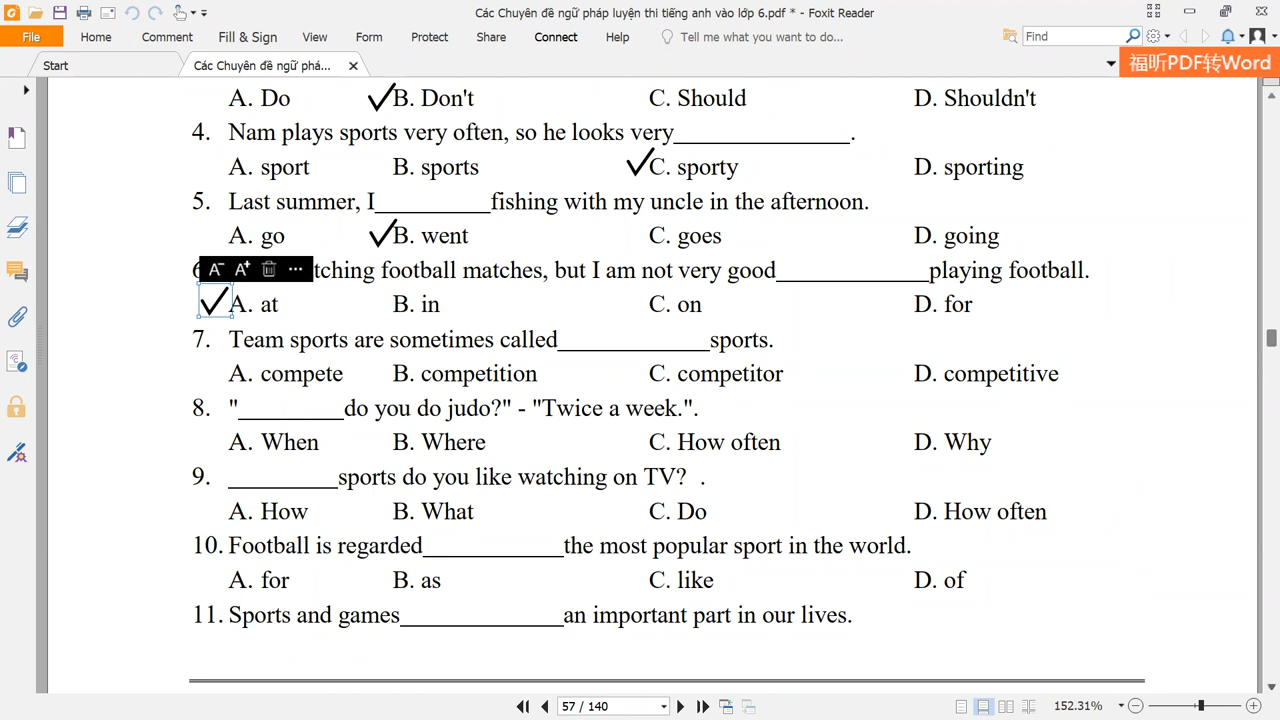 Các Chuyên đề ngữ pháp luyện thi tiếng anh vào lớp 6.pdf * - Foxit Reader
File Home Comment Fill & Sign View Form Protect Share Connect Help Tell me what you want to do... Find
Start Các Chuyên đề ngữ phá... 福昕PDF转Word
A. Do B. Don't C. Should D. Shouldn't
4. Nam plays sports very often, so he looks very_______________.
A. sport B. sports C. sporty D. sporting
5. Last summer, I__________fishing with my uncle in the afternoon.
A. go B. went C. goes D. going
tching football matches, but I am not very good_____________playing football.
A. at B. in C. on D. for
7. Team sports are sometimes called_____________sports.
A. compete B. competition C. competitor D. competitive
8. "_________do you do judo?" - "Twice a week.".
A. When B. Where C. How often D. Why
9. _________sports do you like watching on TV? .
A. How B. What C. Do D. How often
10. Football is regarded____________the most popular sport in the world.
A. for B. as C. like D. of
11. Sports and games______________an important part in our lives.
57 / 140 152.31%